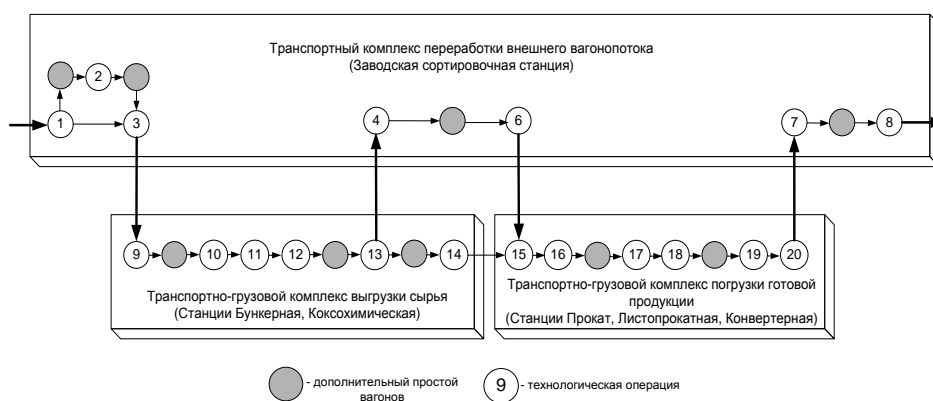 Транспортный комплекс переработки внешнего вагонопотока
(Заводская сортировочная станция)
2
1 3 4 6 7 8
9 10 11 12 13 14 15 16 17 18 19 20
Транспортно-грузовой комплекс выгрузки сырья
(Станции Бункерная, Коксохимическая)
Транспортно-грузовой комплекс погрузки готовой
продукции
(Станции Прокат, Листопрокатная, Конвертерная)
- дополнительный простой
вагонов
9 - технологическая операция